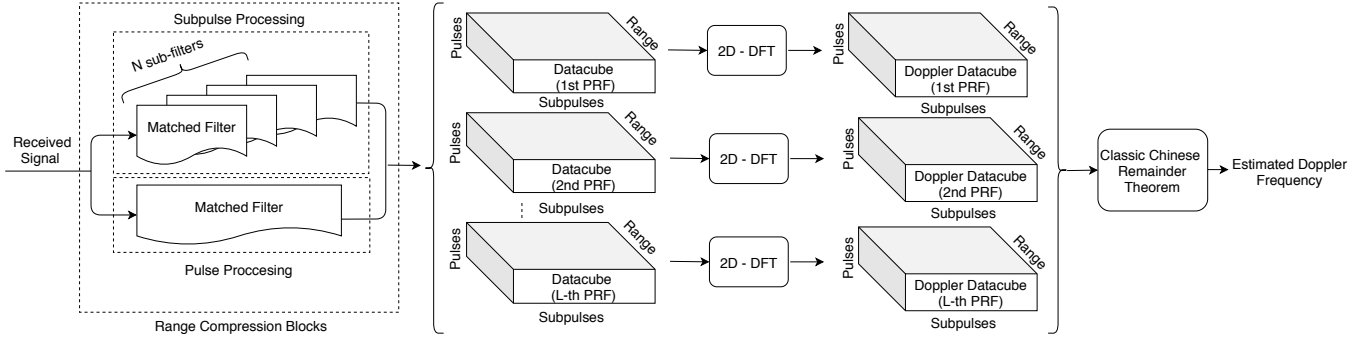 Subpulse Processing
N sub-filters
Matched Filter
Received
Signal
Matched Filter
Pulse Proccesing
Range Compression Blocks
Pulses
Range
Datacube
(1st PRF)
Subpulses
2D - DFT
Pulses
Range
Doppler Datacube
(1st PRF)
Subpulses
Pulses
Range
Datacube
(2nd PRF)
Subpulses
2D - DFT
Pulses
Range
Doppler Datacube
(2nd PRF)
Subpulses
Pulses
Range
Datacube
(L-th PRF)
Subpulses
2D - DFT
Pulses
Range
Doppler Datacube
(L-th PRF)
Subpulses
Classic Chinese
Remainder
Theorem
Estimated Doppler
Frequency